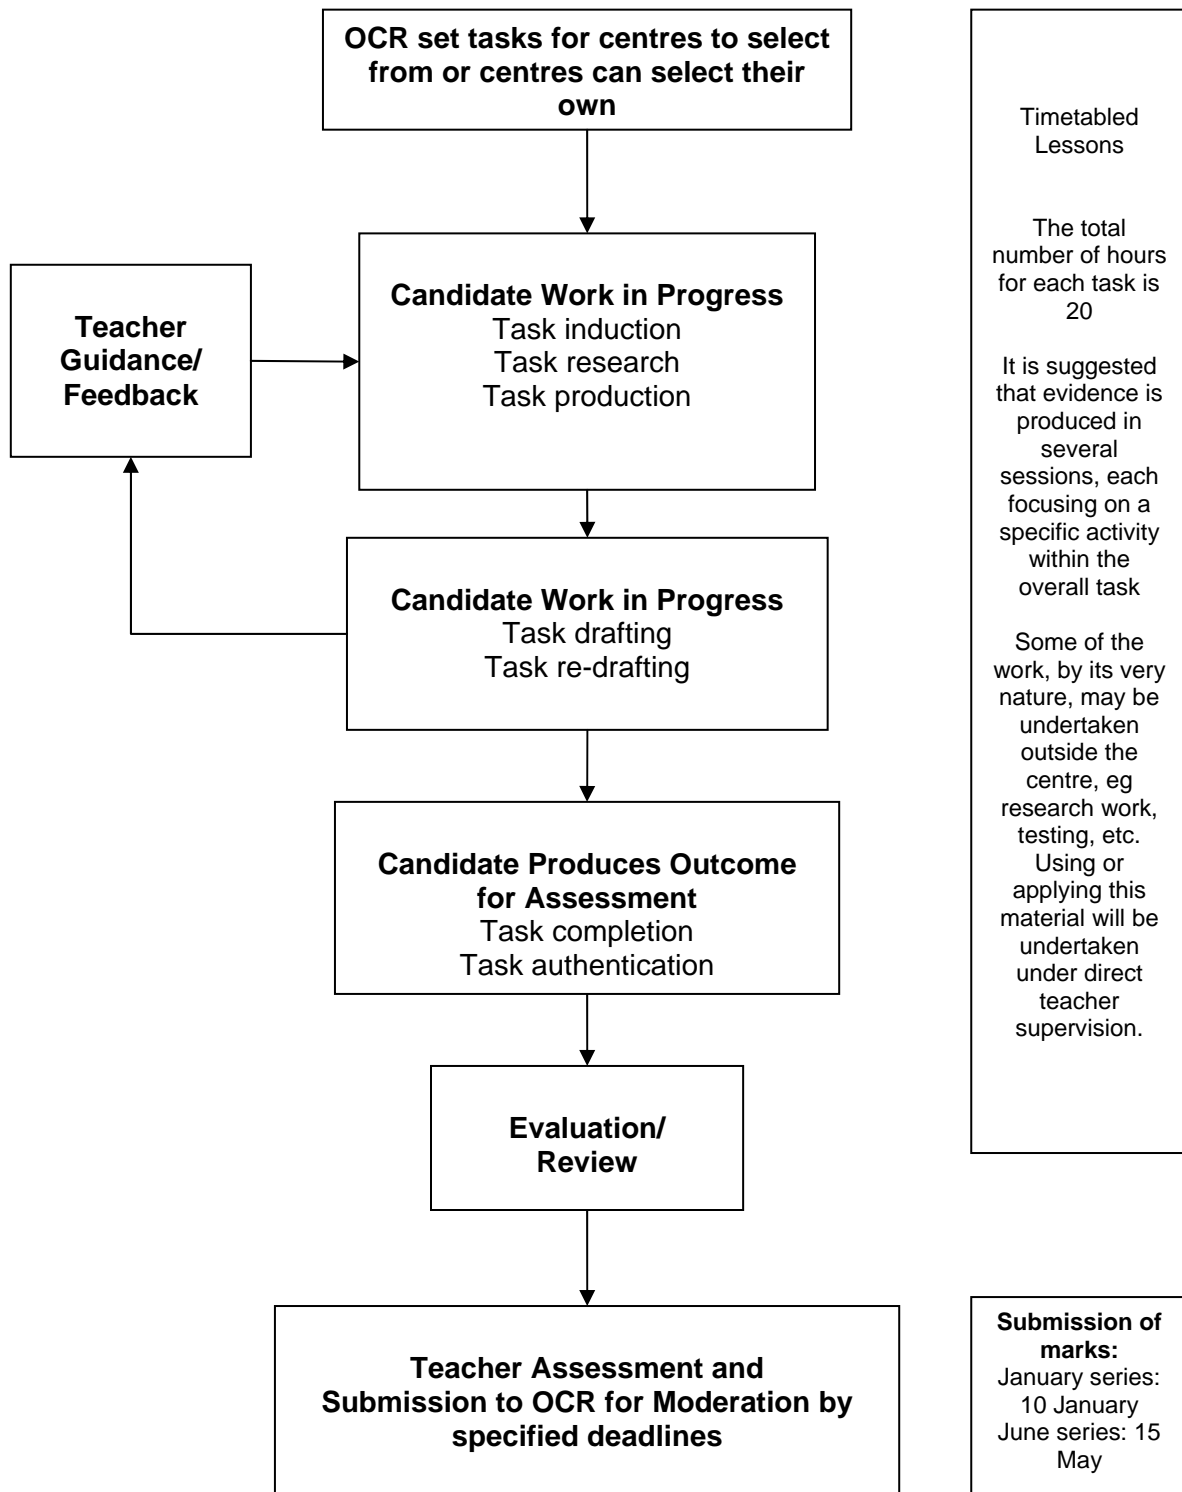 OCR set tasks for centres to select
from or centres can select their
own
Candidate Work in Progress
Task induction
Task research
Task production
Teacher
Guidance/
Feedback
Candidate Work in Progress
Task drafting
Task re-drafting
Candidate Produces Outcome
for Assessment
Task completion
Task authentication
Evaluation/
Review
Teacher Assessment and
Submission to OCR for Moderation by
specified deadlines
Timetabled
Lessons
The total
number of hours
for each task is
20
It is suggested
that evidence is
produced in
several
sessions, each
focusing on a
specific activity
within the
overall task
Some of the
work, by its very
nature, may be
undertaken
outside the
centre, eg
research work,
testing, etc.
Using or
applying this
material will be
undertaken
under direct
teacher
supervision.
Submission of
marks:
January series:
10 January
June series: 15
May